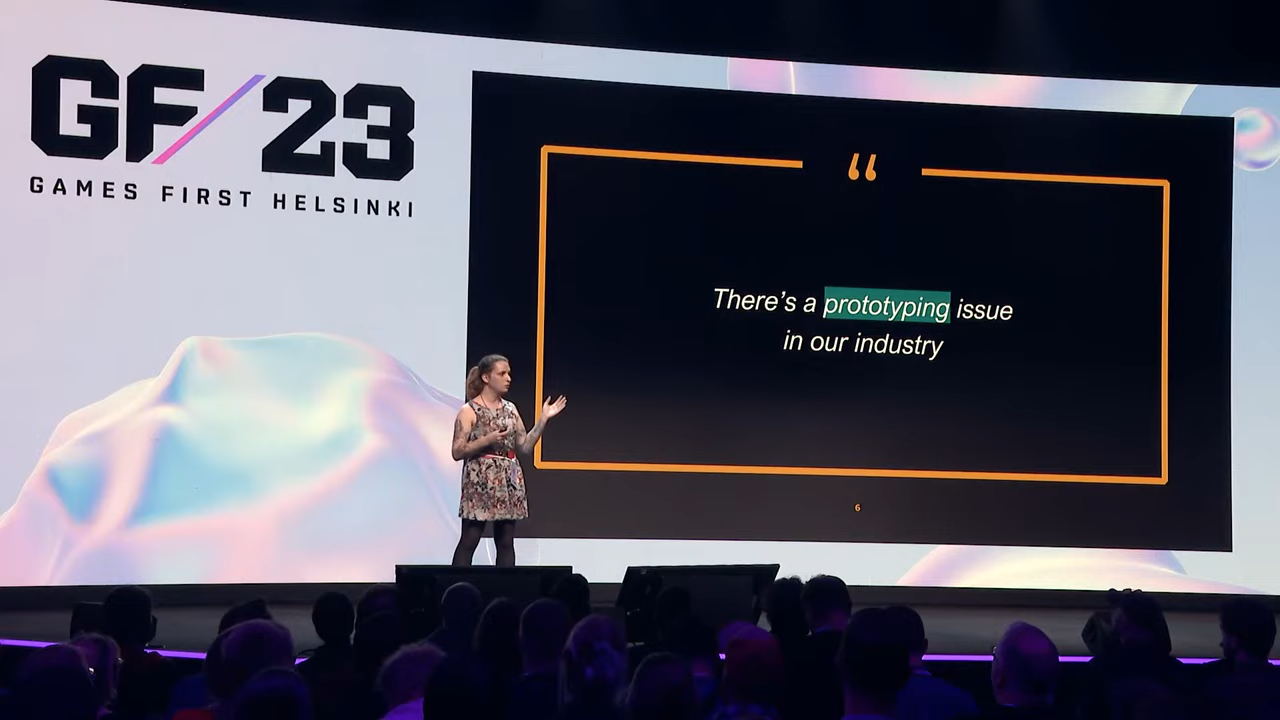 GF/23
GAMES FIRST HELSINKI
“
There’s a prototyping issue
in our industry
6